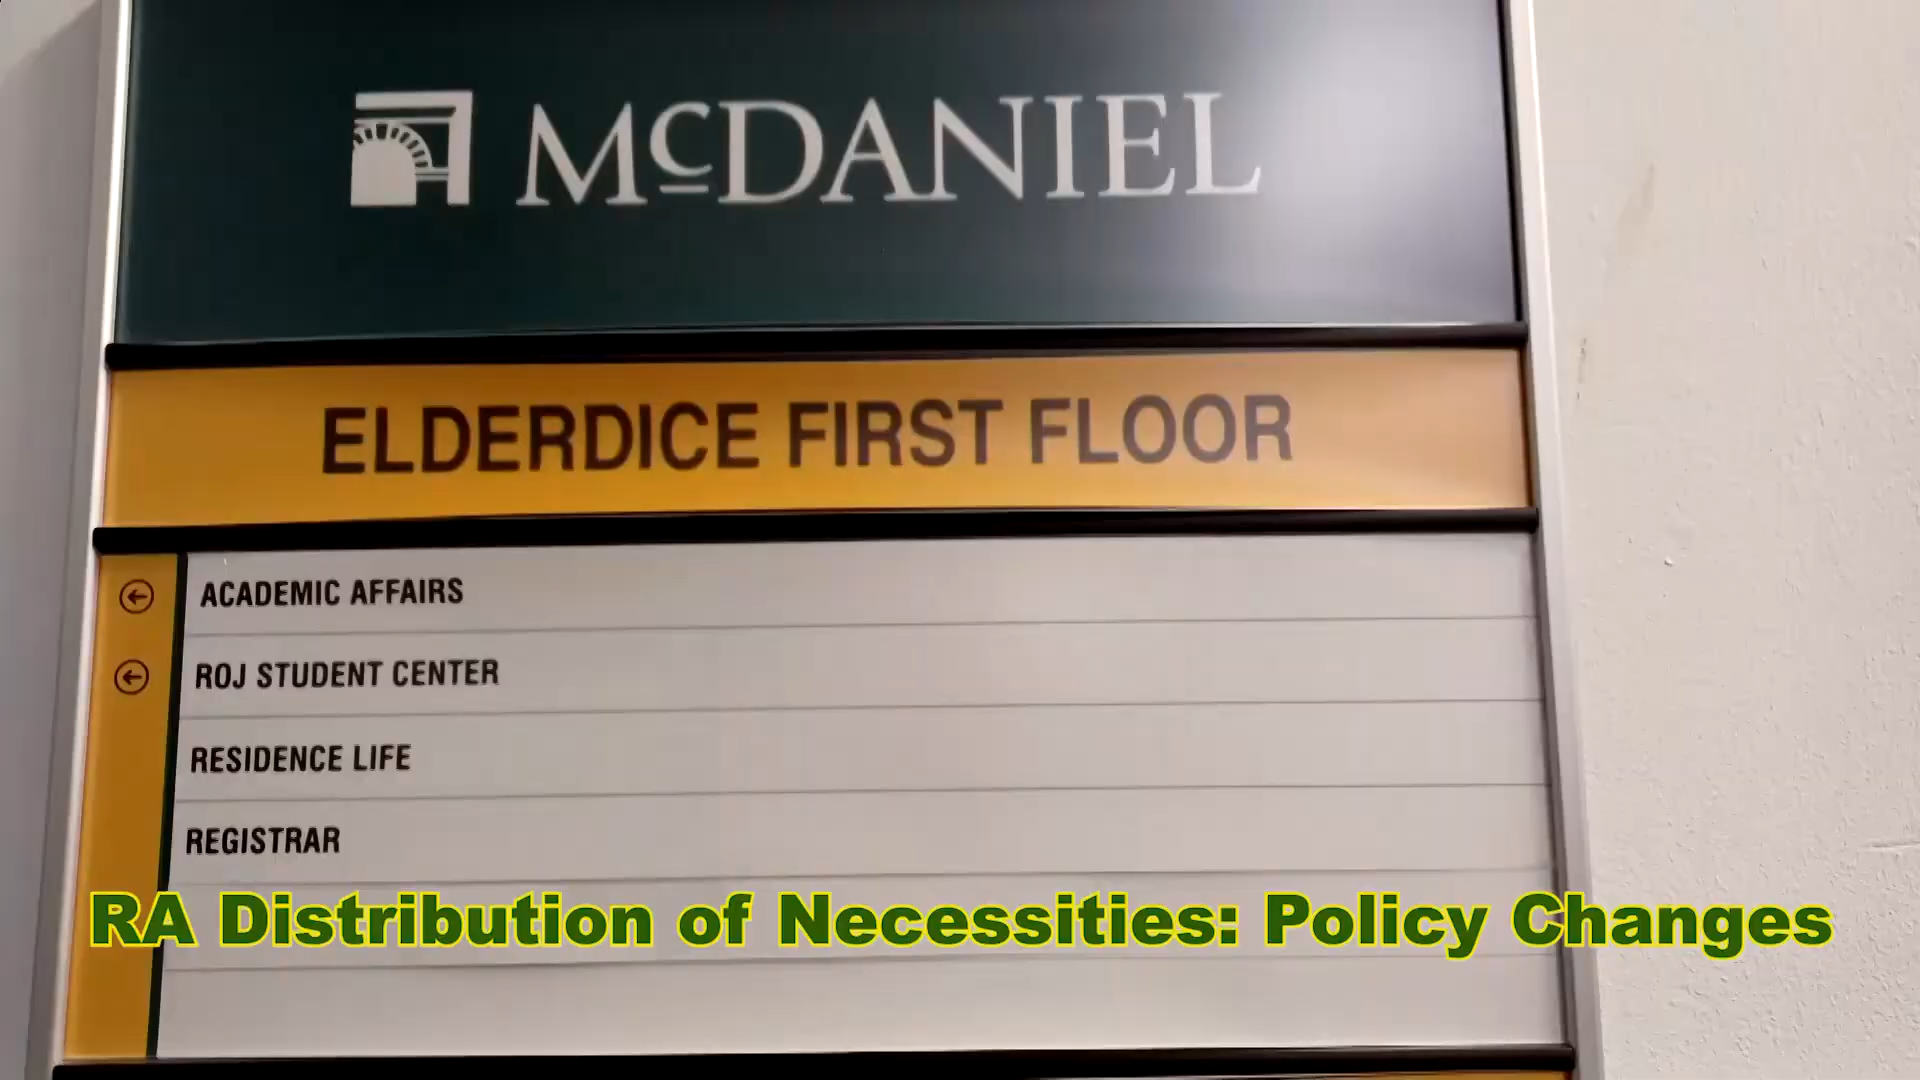 McDANIEL
ELDERDICE FIRST FLOOR
ACADEMIC AFFAIRS
ROJ STUDENT CENTER
RESIDENCE LIFE
REGISTRAR
RA Distribution of Necessities: Policy Changes